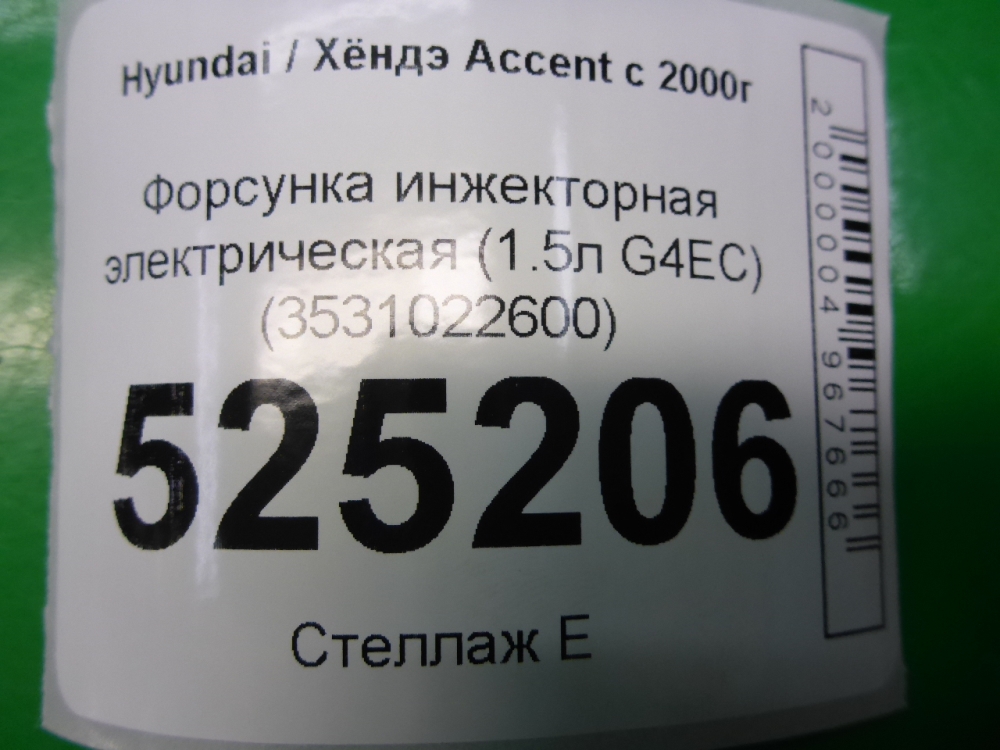 Hyundai / Хёндэ Accent с 2000г
Форсунка инжекторная
электрическая (1.5л G4EC)
(3531022600)
525206
Стеллаж Е
2000004967666